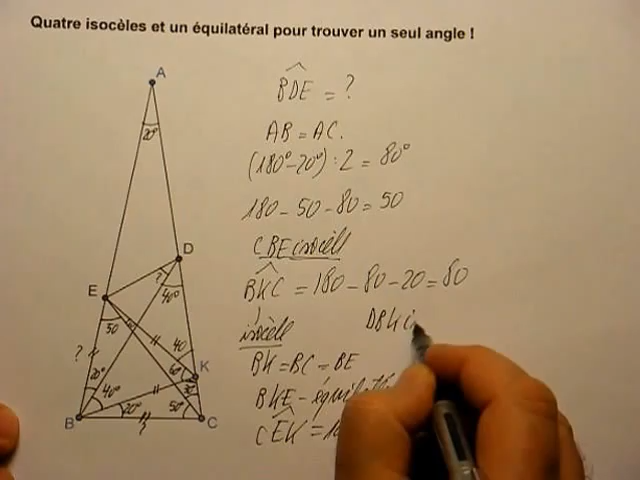 Quatre isocèles et un équilatéral pour trouver un seul angle !
A
20°
D
?
40°
E
50
40
K
60
?
20°
40°
20°
50°
B
C
BDE = ?
AB = AC.
(180° - 20°) : 2 = 80°
180 - 50 - 80 = 50
CBE isocèle
BKC = 180 - 80 - 20 = 80
isocèle
DBK
BK = BC = BE
BKE -
CEK =